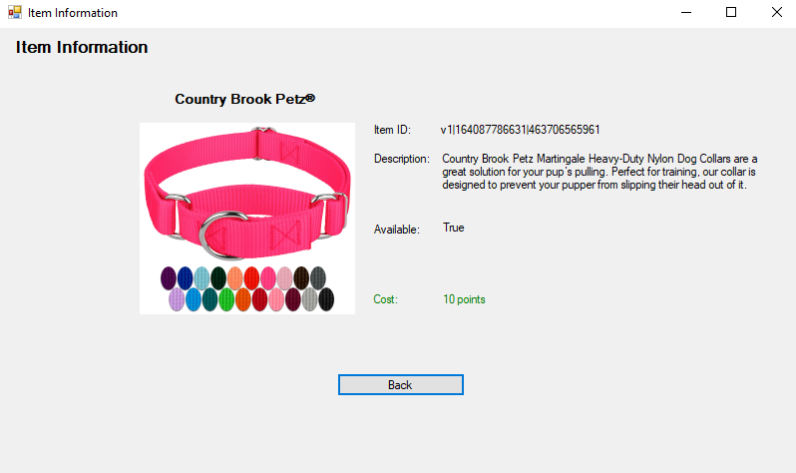 Item Information
Item Information
Country Brook Petz®
Item ID: v1|164087786631|463706565961
Description: Country Brook Petz Martingale Heavy-Duty Nylon Dog Collars are a
great solution for your pup´s pulling. Perfect for training, our collar is
designed to prevent your pupper from slipping their head out of it.
Available: True
Cost: 10 points
Back